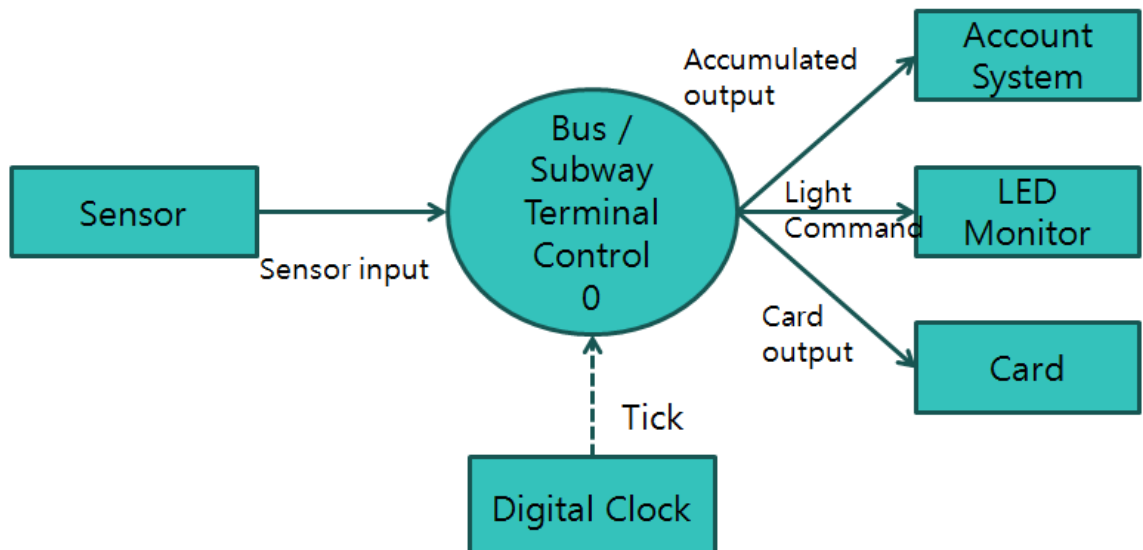 Sensor
Sensor input
Bus /
Subway
Terminal
Control
0
Tick
Digital Clock
Accumulated
output
Account
System
Light
Command
LED
Monitor
Card
output
Card